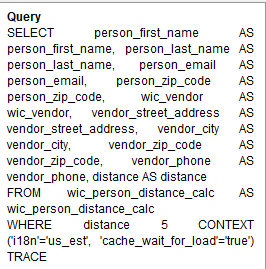 Query
SELECT person_first_name AS
person_first_name, person_last_name AS
person_last_name, person_email AS
person_email, person_zip_code AS
person_zip_code, wic_vendor AS
wic_vendor, vendor_street_address AS
vendor_street_address, vendor_city AS
vendor_city, vendor_zip_code AS
vendor_zip_code, vendor_phone AS
vendor_phone, distance AS distance
FROM wic_person_distance_calc AS
wic_person_distance_calc
WHERE distance 5 CONTEXT
('i18n'='us_est', 'cache_wait_for_load'='true')
TRACE